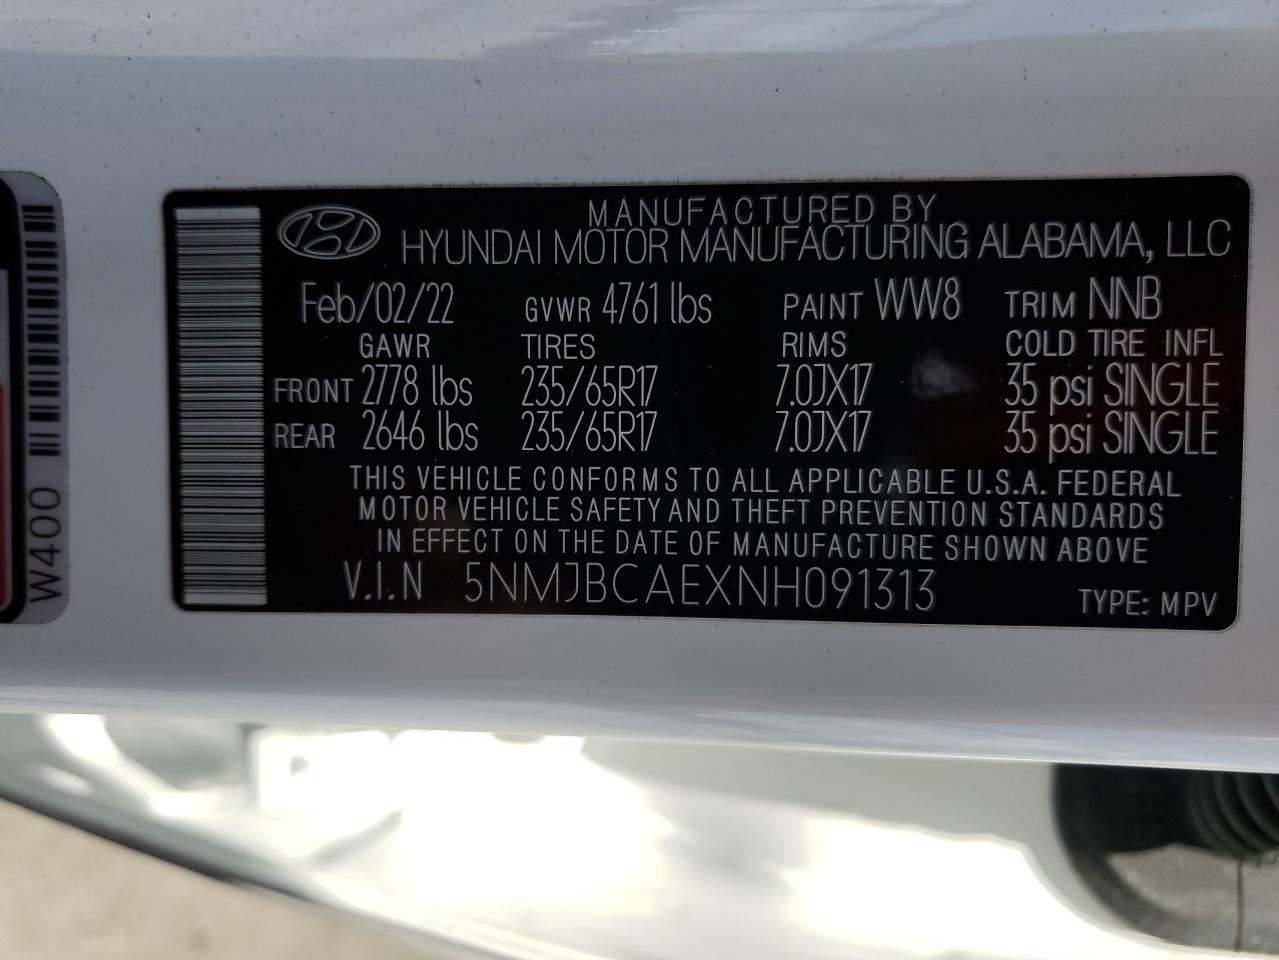 MANUFACTURED BY
HYUNDAI MOTOR MANUFACTURING ALABAMA, LLC
Feb/02/22 GVWR 4761 lbs PAINT WW8 TRIM NNB
GAWR TIRES RIMS COLD TIRE INFL
FRONT 2778 lbs 235/65R17 7.0JX17 35 psi SINGLE
REAR 2646 lbs 235/65R17 7.0JX17 35 psi SINGLE
THIS VEHICLE CONFORMS TO ALL APPLICABLE U.S.A. FEDERAL
MOTOR VEHICLE SAFETY AND THEFT PREVENTION STANDARDS
IN EFFECT ON THE DATE OF MANUFACTURE SHOWN ABOVE
V.I.N 5NMJBCAEXNH091313 TYPE: MPV
W400